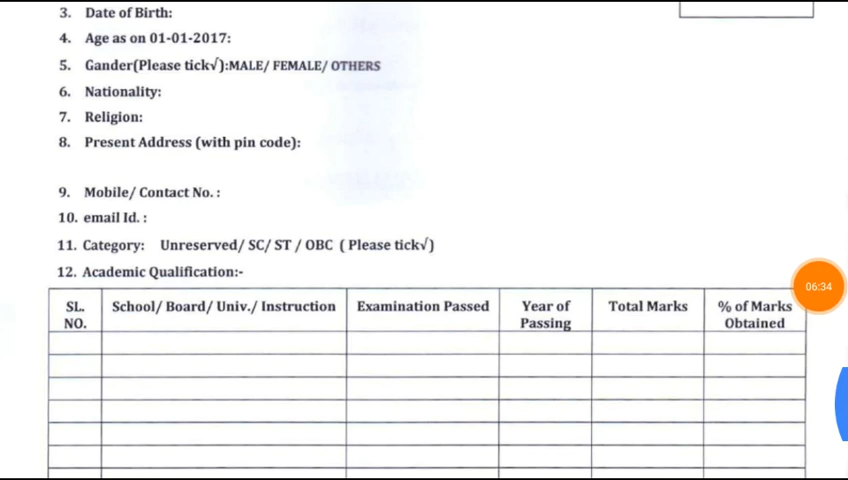 3. Date of Birth:
4. Age as on 01-01-2017:
5. Gander(Please tick√):MALE/ FEMALE/ OTHERS
6. Nationality:
7. Religion:
8. Present Address (with pin code):
9. Mobile/ Contact No. :
10. email Id. :
11. Category: Unreserved/ SC/ ST / OBC ( Please tick√)
12. Academic Qualification:-
SL. NO. School/ Board/ Univ./ Instruction Examination Passed Year of Passing Total Marks % of Marks Obtained
06:34